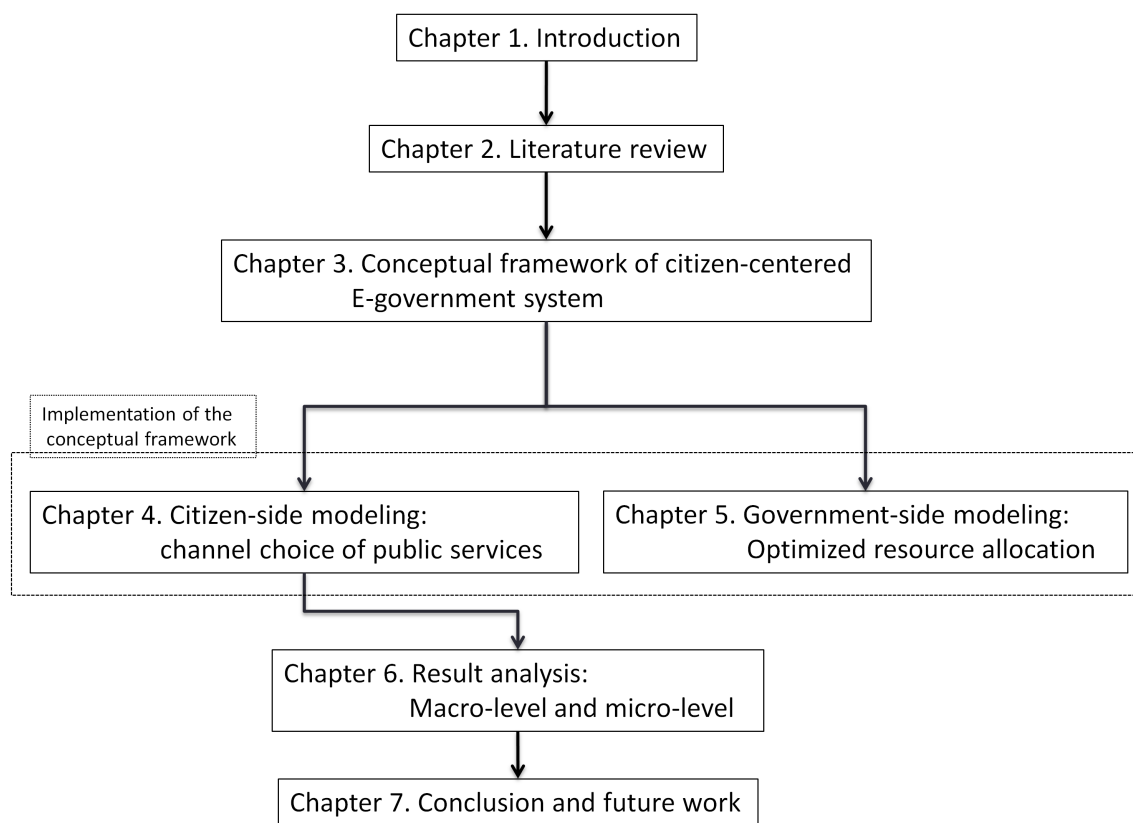 Chapter 1. Introduction
Chapter 2. Literature review
Chapter 3. Conceptual framework of citizen-centered
E-government system
Implementation of the
conceptual framework
Chapter 4. Citizen-side modeling:
channel choice of public services
Chapter 5. Government-side modeling:
Optimized resource allocation
Chapter 6. Result analysis:
Macro-level and micro-level
Chapter 7. Conclusion and future work